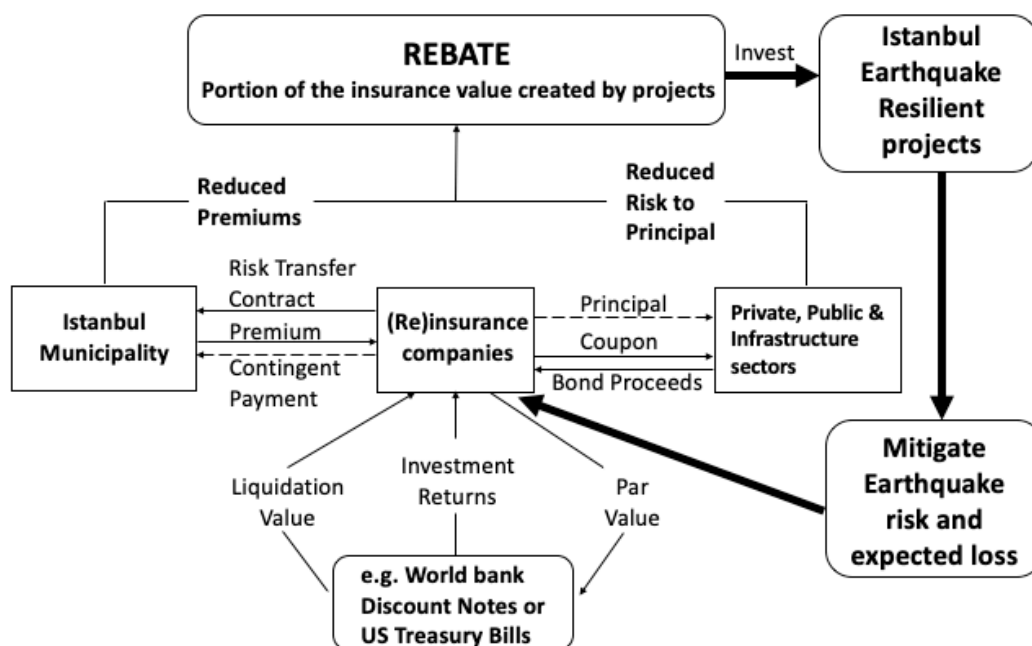 REBATE
Portion of the insurance value created by projects
Invest
Istanbul
Earthquake
Resilient
projects
Reduced
Premiums
Reduced
Risk to
Principal
Istanbul
Municipality
Risk Transfer
Contract
Premium
Contingent
Payment
(Re)insurance
companies
Principal
Coupon
Bond Proceeds
Private, Public &
Infrastructure
sectors
Liquidation
Value
Investment
Returns
Par
Value
Mitigate
Earthquake
risk and
expected loss
e.g. World bank
Discount Notes or
US Treasury Bills